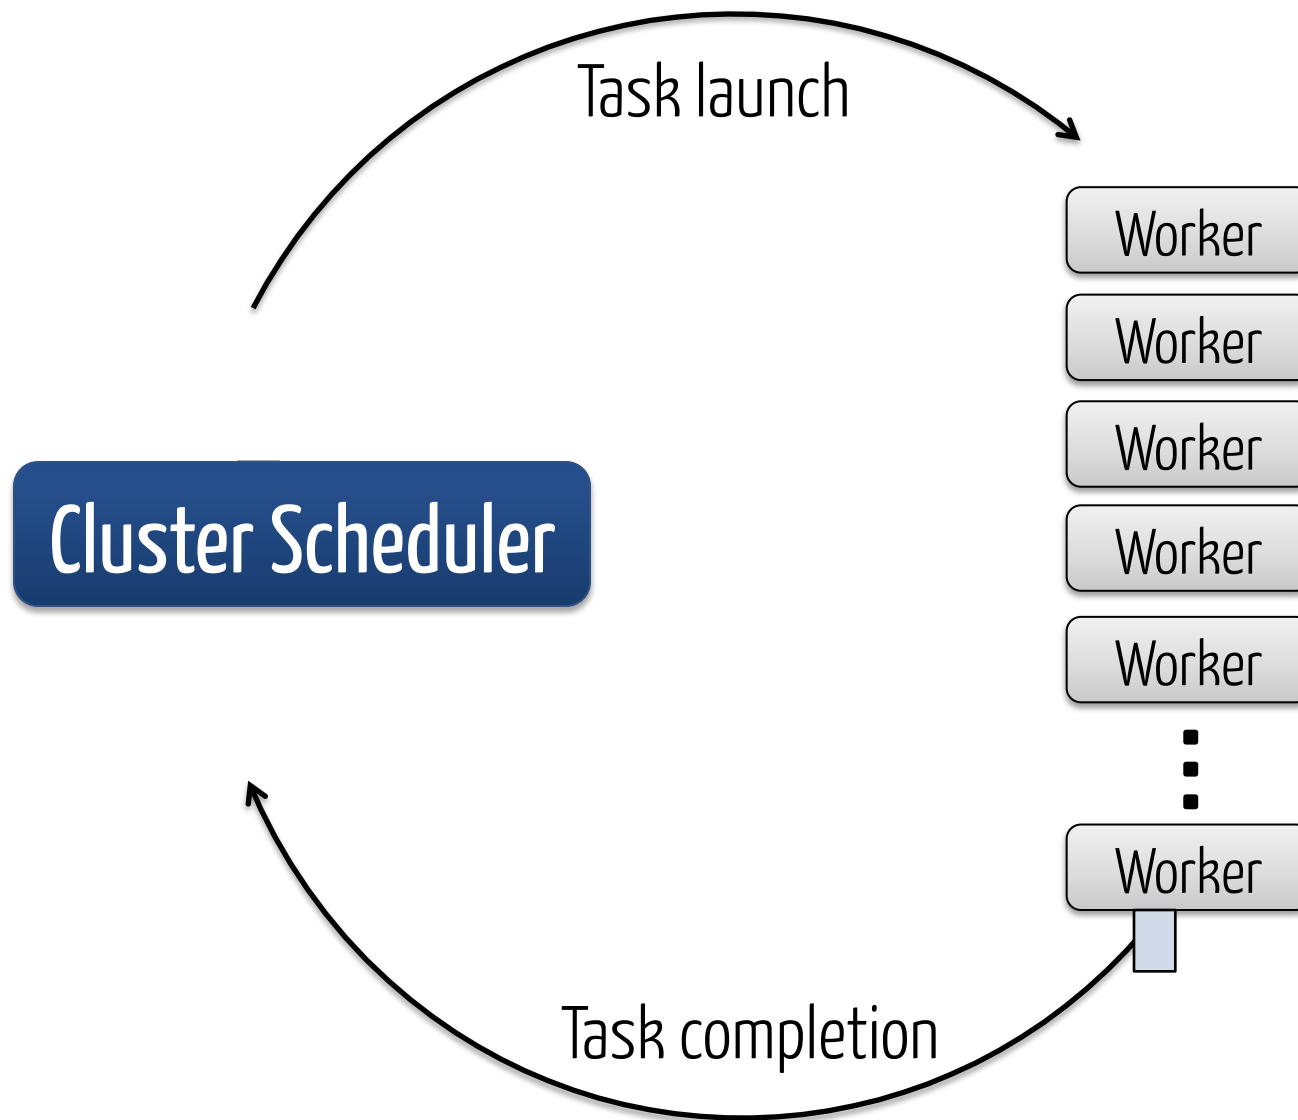 Task launch
Worker
Worker
Worker
Cluster Scheduler
Worker
Worker
Worker
Task completion